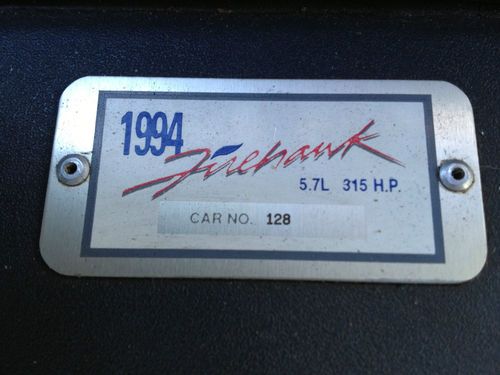 1994
Firehawk
5.7L 315 H.P.
CAR NO. 128